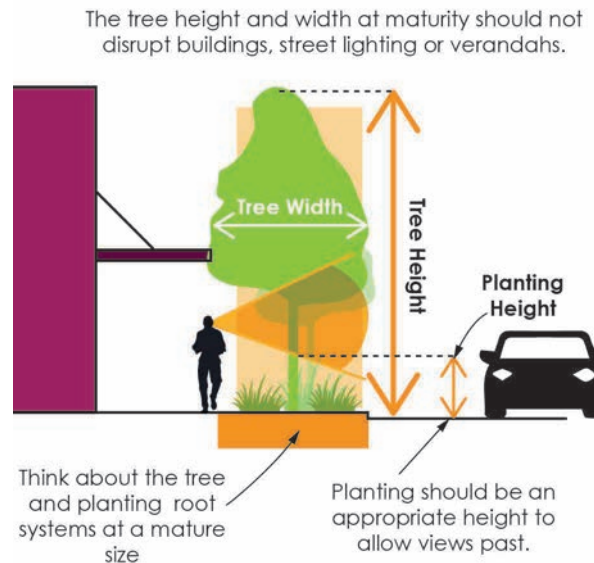 The tree height and width at maturity should not
disrupt buildings, street lighting or verandahs.
Tree Width
Tree Height
Planting
Height
Think about the tree
and planting root
systems at a mature
size
Planting should be an
appropriate height to
allow views past.